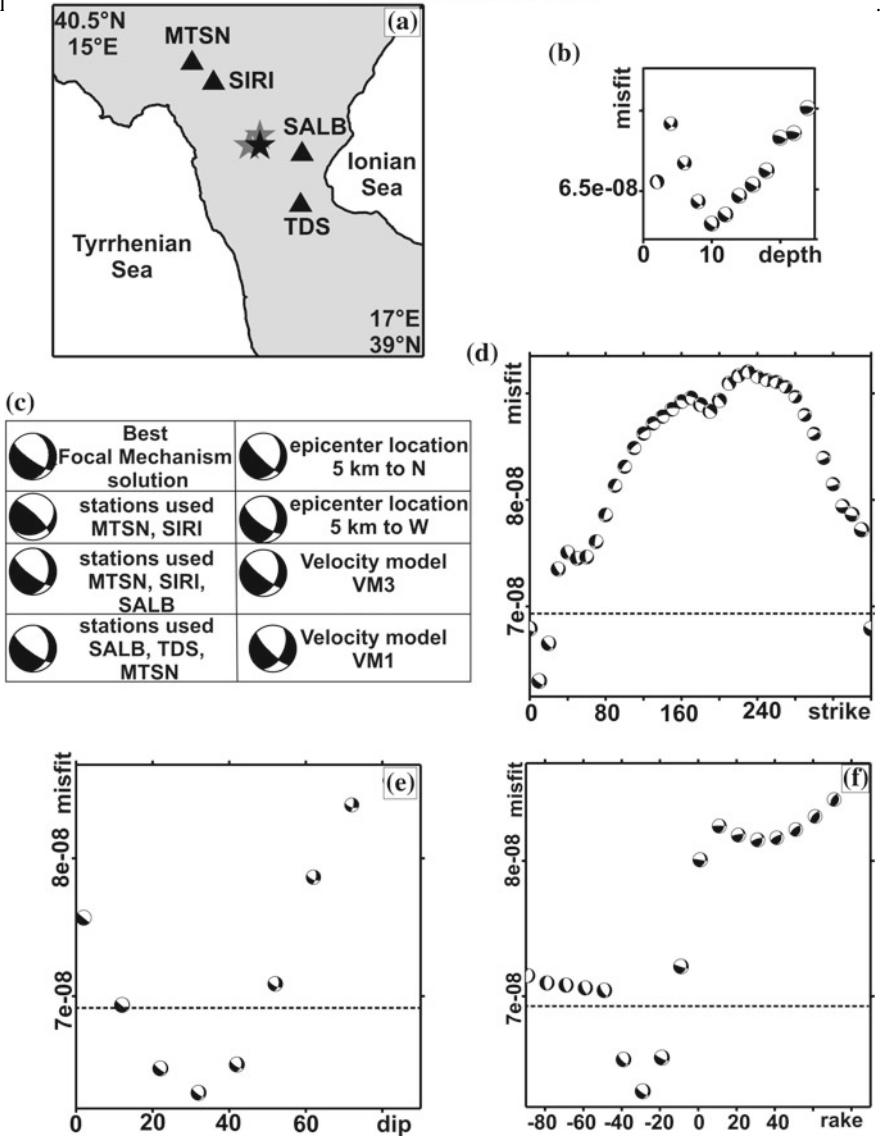 (a)
40.5°N
15°E
MTSN
SIRI
SALB
TDS
Ionian
Sea
Tyrrhenian
Sea
17°E
39°N
(b)
misfit
6.5e-08
0 10 depth
(c)
Best
Focal Mechanism
solution
epicenter location
5 km to N
stations used
MTSN, SIRI
epicenter location
5 km to W
stations used
MTSN, SIRI,
SALB
Velocity model
VM3
stations used
SALB, TDS,
MTSN
Velocity model
VM1
(d)
misfit
8e-08
7e-08
0 80 160 240 strike
(e)
misfit
8e-08
7e-08
0 20 40 60 dip
(f)
misfit
8e-08
7e-08
-80 -60 -40 -20 0 20 40 rake